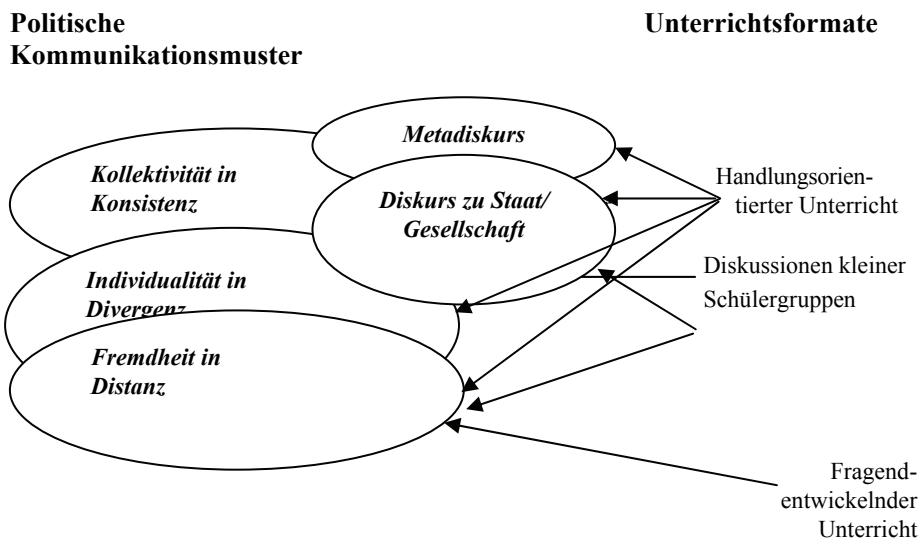 Politische
Kommunikationsmuster
Unterrichtsformate
Metadiskurs
Kollektivität in
Konsistenz
Diskurs zu Staat/
Gesellschaft
Handlungsorien-
tierter Unterricht
Individualität in
Divergenz
Diskussionen kleiner
Schülergruppen
Fremdheit in
Distanz
Fragend-
entwickelnder
Unterricht